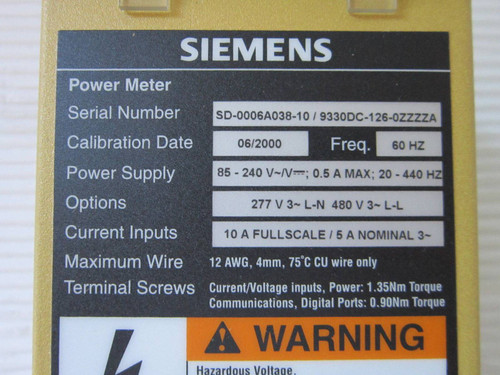 SIEMENS
Power Meter
Serial Number SD-0006A038-10 / 9330DC-126-0ZZZZA
Calibration Date 06/2000 Freq. 60 HZ
Power Supply 85 - 240 V~/V⎓; 0.5 A MAX; 20 - 440 HZ
Options 277 V 3~ L-N 480 V 3~ L-L
Current Inputs 10 A FULLSCALE / 5 A NOMINAL 3~
Maximum Wire 12 AWG, 4mm, 75°C CU wire only
Terminal Screws Current/Voltage inputs, Power: 1.35Nm Torque
Communications, Digital Ports: 0.90Nm Torque
WARNING
Hazardous Voltage.